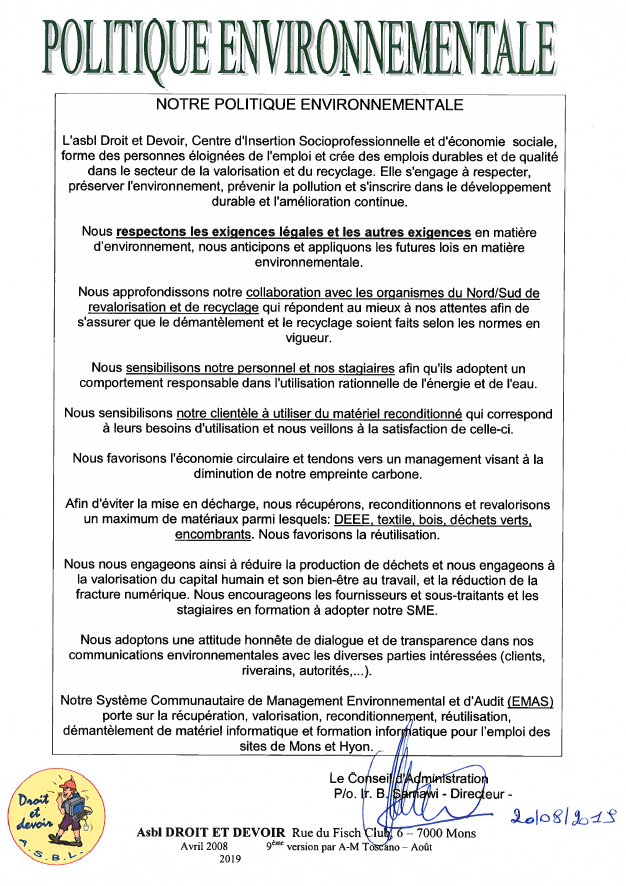 POLITIQUE ENVIRONNEMENTALE
NOTRE POLITIQUE ENVIRONNEMENTALE
L'asbl Droit et Devoir, Centre d'Insertion Socioprofessionnelle et d'économie sociale,
forme des personnes éloignées de l'emploi et crée des emplois durables et de qualité
dans le secteur de la valorisation et du recyclage. Elle s'engage à respecter,
préserver l'environnement, prévenir la pollution et s'inscrire dans le développement
durable et l'amélioration continue.
Nous respectons les exigences légales et les autres exigences en matière
d'environnement, nous anticipons et appliquons les futures lois en matière
environnementale.
Nous approfondissons notre collaboration avec les organismes du Nord/Sud de
revalorisation et de recyclage qui répondent au mieux à nos attentes afin de
s'assurer que le démantèlement et le recyclage soient faits selon les normes en
vigueur.
Nous sensibilisons notre personnel et nos stagiaires afin qu'ils adoptent un
comportement responsable dans l'utilisation rationnelle de l'énergie et de l'eau.
Nous sensibilisons notre clientèle à utiliser du matériel reconditionné qui correspond
à leurs besoins d'utilisation et nous veillons à la satisfaction de celle-ci.
Nous favorisons l'économie circulaire et tendons vers un management visant à la
diminution de notre empreinte carbone.
Afin d'éviter la mise en décharge, nous récupérons, reconditionnons et revalorisons
un maximum de matériaux parmi lesquels: DEEE, textile, bois, déchets verts,
encombrants. Nous favorisons la réutilisation.
Nous nous engageons ainsi à réduire la production de déchets et nous engageons à
la valorisation du capital humain et son bien-être au travail, et la réduction de la
fracture numérique. Nous encourageons les fournisseurs et sous-traitants et les
stagiaires en formation à adopter notre SME.
Nous adoptons une attitude honnête de dialogue et de transparence dans nos
communications environnementales avec les diverses parties intéressées (clients,
riverains, autorités,...).
Notre Système Communautaire de Management Environnemental et d'Audit (EMAS)
porte sur la récupération, valorisation, reconditionnement, réutilisation,
démantèlement de matériel informatique et formation informatique pour l'emploi des
sites de Mons et Hyon.
Le Conseil d'Administration
P/o. Ir. B. Samawi - Directeur -
20/08/2019
Droit
et
devoir
A.S.B.L.
Asbl DROIT ET DEVOIR Rue du Fisch Club, 6 – 7000 Mons
Avril 2008 9ème version par A-M Toscano – Août
2019